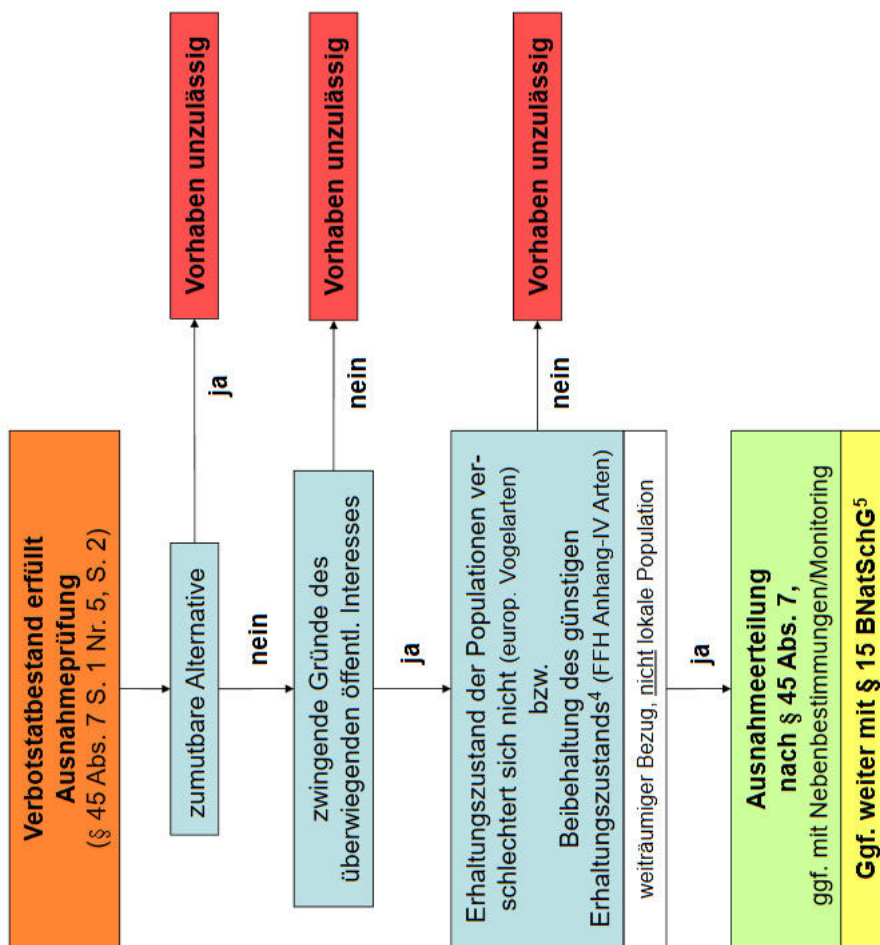 Verbotstatbestand erfüllt
Ausnahmeprüfung
(§ 45 Abs. 7 S. 1 Nr. 5, S. 2)
zumutbare Alternative
ja
Vorhaben unzulässig
nein
zwingende Gründe des
überwiegenden öffentl. Interesses
nein
Vorhaben unzulässig
ja
Erhaltungszustand der Populationen ver-
schlechtert sich nicht (europ. Vogelarten)
bzw.
Beibehaltung des günstigen
Erhaltungszustands⁴ (FFH Anhang-IV Arten)
weiträumiger Bezug, nicht lokale Population
nein
Vorhaben unzulässig
ja
Ausnahmeerteilung
nach § 45 Abs. 7,
ggf. mit Nebenbestimmungen/Monitoring
Ggf. weiter mit § 15 BNatSchG⁵